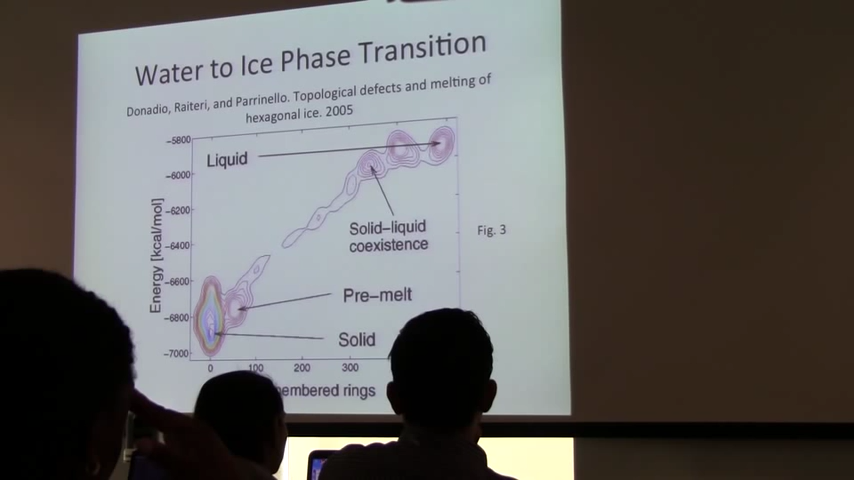 Water to Ice Phase Transition
Donadio, Raiteri, and Parrinello. Topological defects and melting of
hexagonal ice. 2005
−5800
Liquid
−6000
−6200
Solid−liquid
coexistence
Fig. 3
Energy [kcal/mol]
−6400
−6600
Pre−melt
−6800
Solid
−7000
0 100 200 300
rings